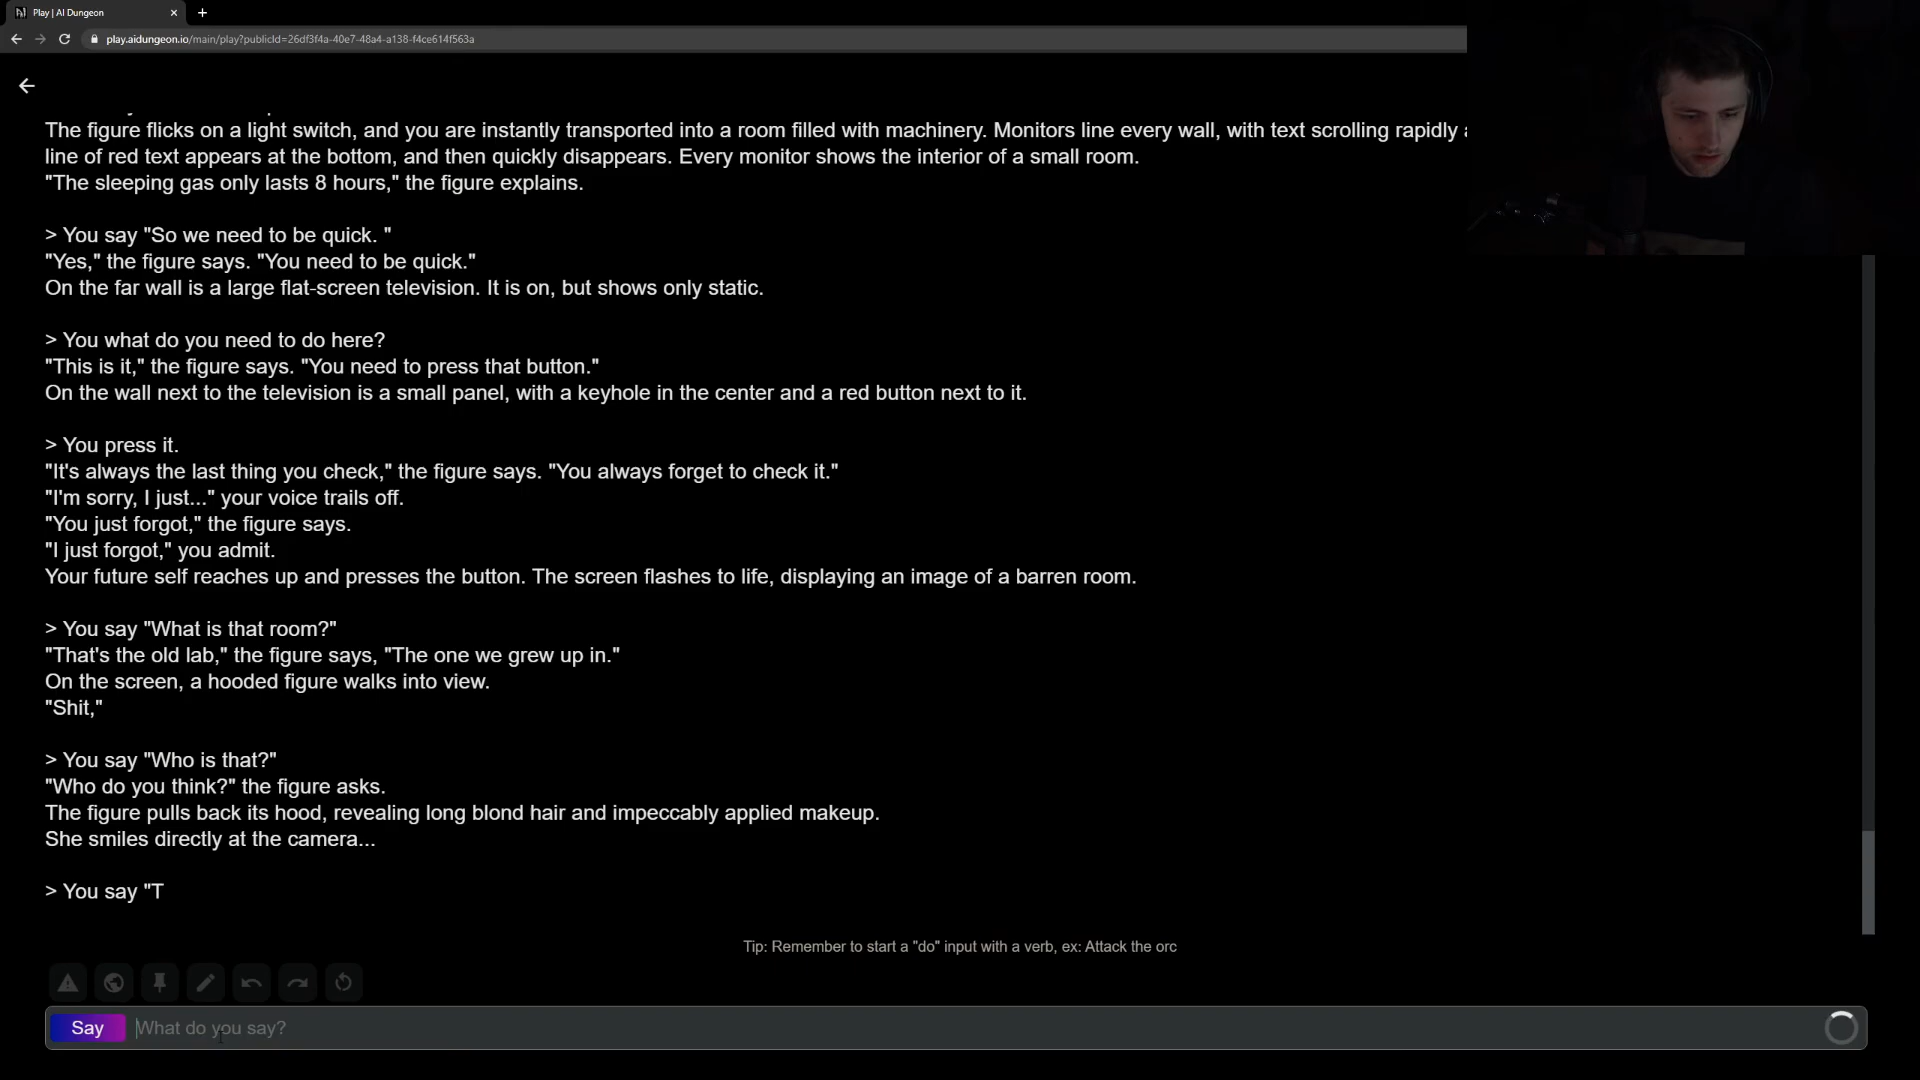 Play | AI Dungeon
play.aidungeon.io/main/play?publicId=26df3f4a-40e7-48a4-a138-f4ce614f563a
The figure flicks on a light switch, and you are instantly transported into a room filled with machinery. Monitors line every wall, with text scrolling rapidly
line of red text appears at the bottom, and then quickly disappears. Every monitor shows the interior of a small room.
"The sleeping gas only lasts 8 hours," the figure explains.
> You say "So we need to be quick. "
"Yes," the figure says. "You need to be quick."
On the far wall is a large flat-screen television. It is on, but shows only static.
> You what do you need to do here?
"This is it," the figure says. "You need to press that button."
On the wall next to the television is a small panel, with a keyhole in the center and a red button next to it.
> You press it.
"It's always the last thing you check," the figure says. "You always forget to check it."
"I'm sorry, I just..." your voice trails off.
"You just forgot," the figure says.
"I just forgot," you admit.
Your future self reaches up and presses the button. The screen flashes to life, displaying an image of a barren room.
> You say "What is that room?"
"That's the old lab," the figure says, "The one we grew up in."
On the screen, a hooded figure walks into view.
"Shit,"
> You say "Who is that?"
"Who do you think?" the figure asks.
The figure pulls back its hood, revealing long blond hair and impeccably applied makeup.
She smiles directly at the camera...
> You say "T
Tip: Remember to start a "do" input with a verb, ex: Attack the orc
Say What do you say?